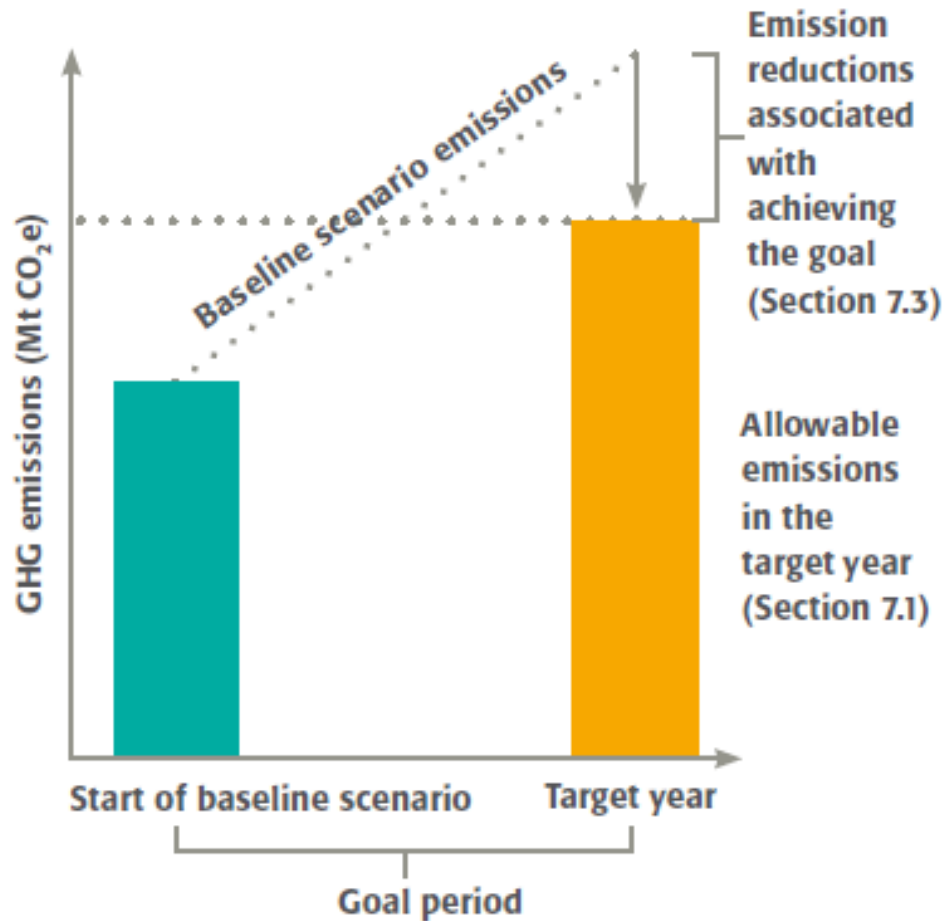 Emission
reductions
associated
with
achieving
the goal
(Section 7.3)
Baseline scenario emissions
GHG emissions (Mt CO₂e)
Allowable
emissions
in the
target year
(Section 7.1)
Start of baseline scenario
Target year
Goal period